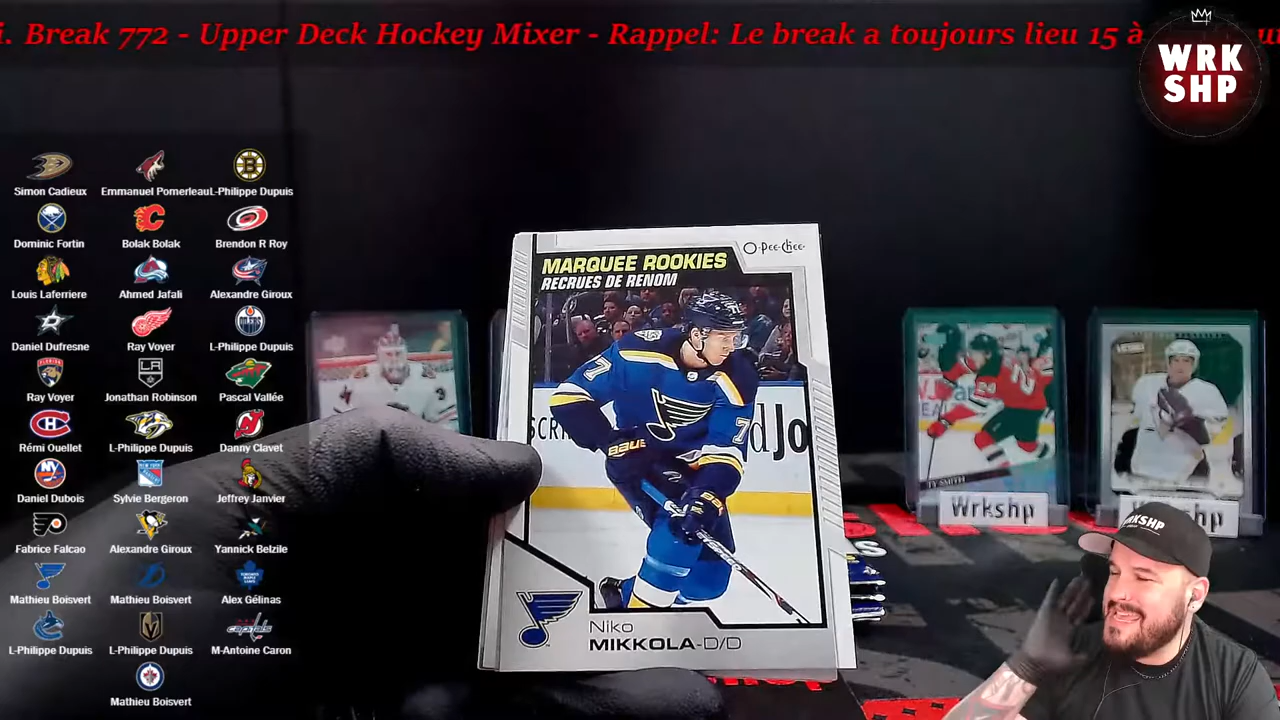 i. Break 772 - Upper Deck Hockey Mixer - Rappel: Le break a toujours lieu 15 à
WRK
SHP
Simon Cadieux
Emmanuel Pomerleau
L-Philippe Dupuis
Dominic Fortin
Bolak Bolak
Brendon R Roy
Louis Laferriere
Ahmed Jafali
Alexandre Giroux
Daniel Dufresne
Ray Voyer
L-Philippe Dupuis
Ray Voyer
Jonathan Robinson
Pascal Vallée
Rémi Ouellet
L-Philippe Dupuis
Danny Clavet
Daniel Dubois
Sylvie Bergeron
Jeffrey Janvier
Fabrice Falcao
Alexandre Giroux
Yannick Belzile
Mathieu Boisvert
Mathieu Boisvert
Alex Gélinas
L-Philippe Dupuis
L-Philippe Dupuis
M-Antoine Caron
Mathieu Boisvert
O-Pee-Chee
MARQUEE ROOKIES
RECRUES DE RENOM
Niko
MIKKOLA-D/D
TY SMITH
Wrkshp
WRKSHP